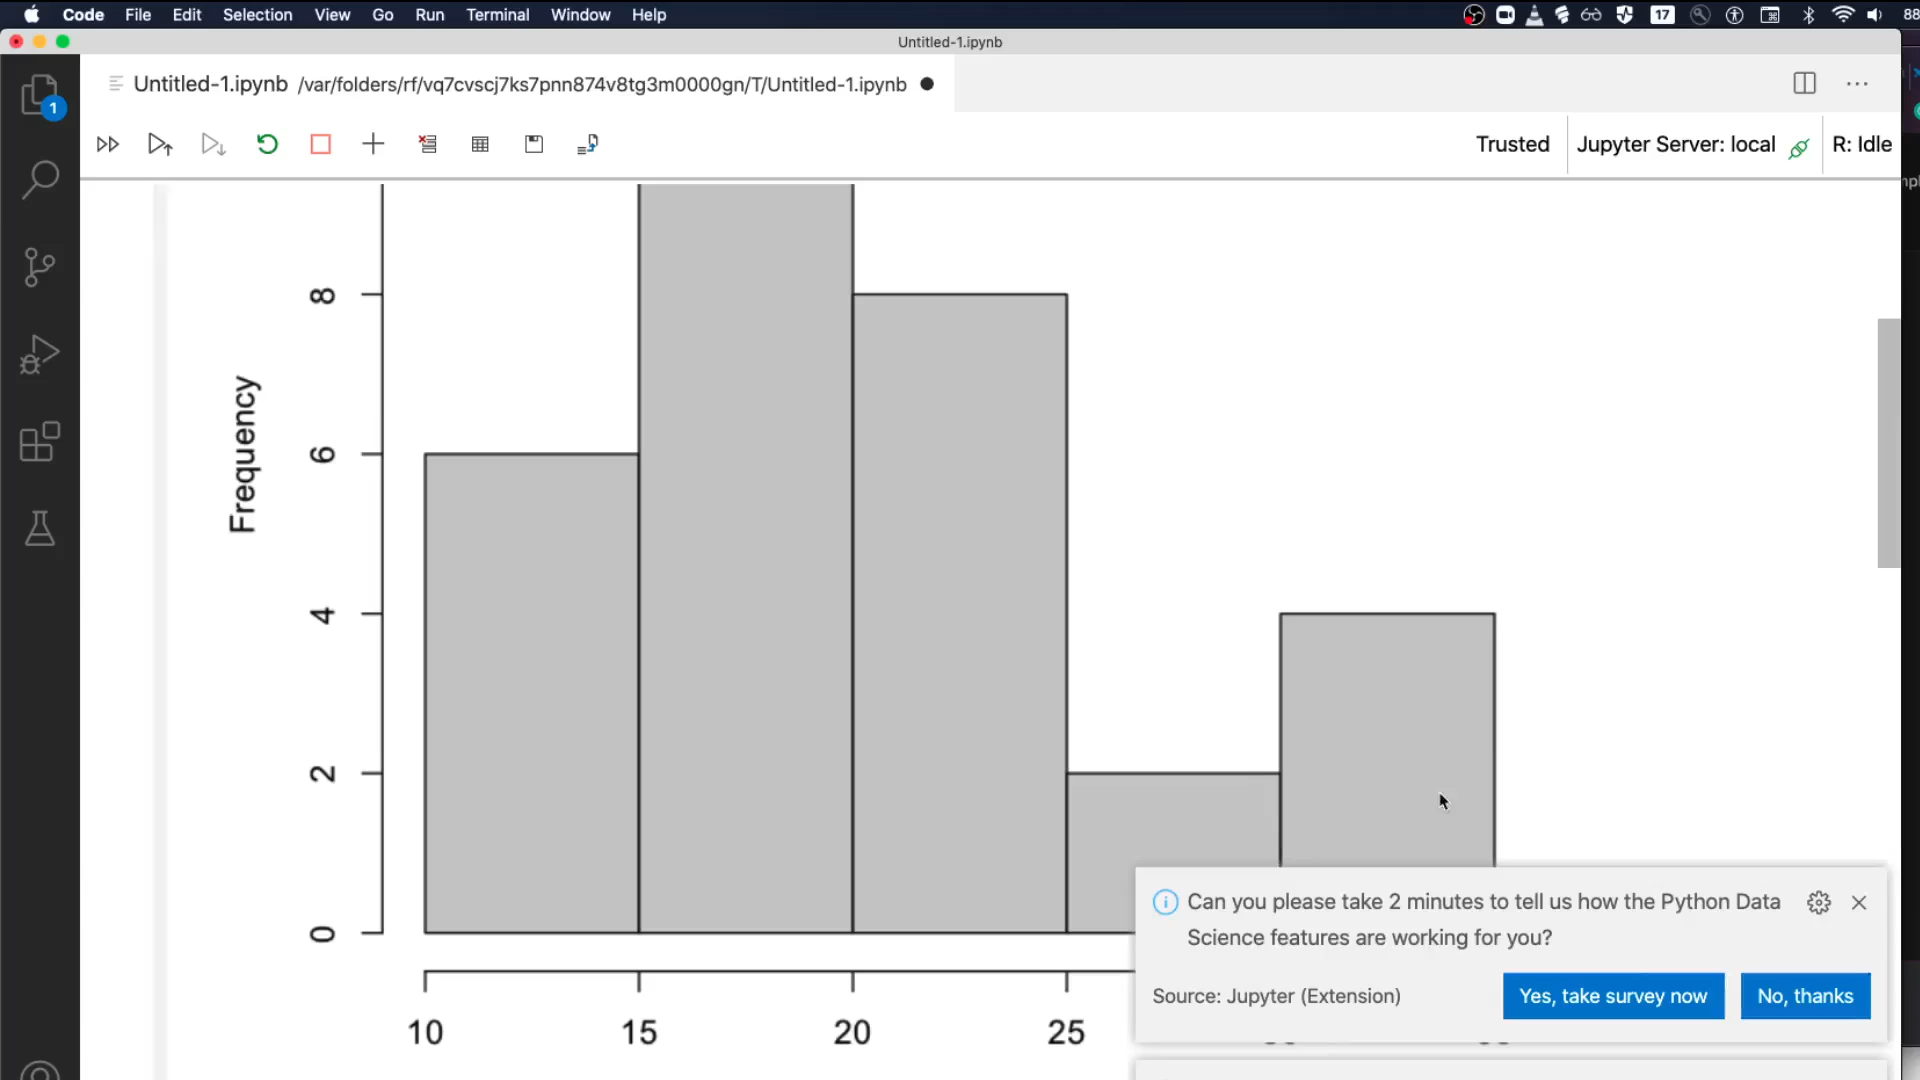 Code File Edit Selection View Go Run Terminal Window Help 17 88
Untitled-1.ipynb
Untitled-1.ipynb /var/folders/rf/vq7cvscj7ks7pnn874v8tg3m0000gn/T/Untitled-1.ipynb
1
Trusted Jupyter Server: local R: Idle
8
6
4
2
0
Frequency
10 15 20 25
Can you please take 2 minutes to tell us how the Python Data
Science features are working for you?
Source: Jupyter (Extension) Yes, take survey now No, thanks